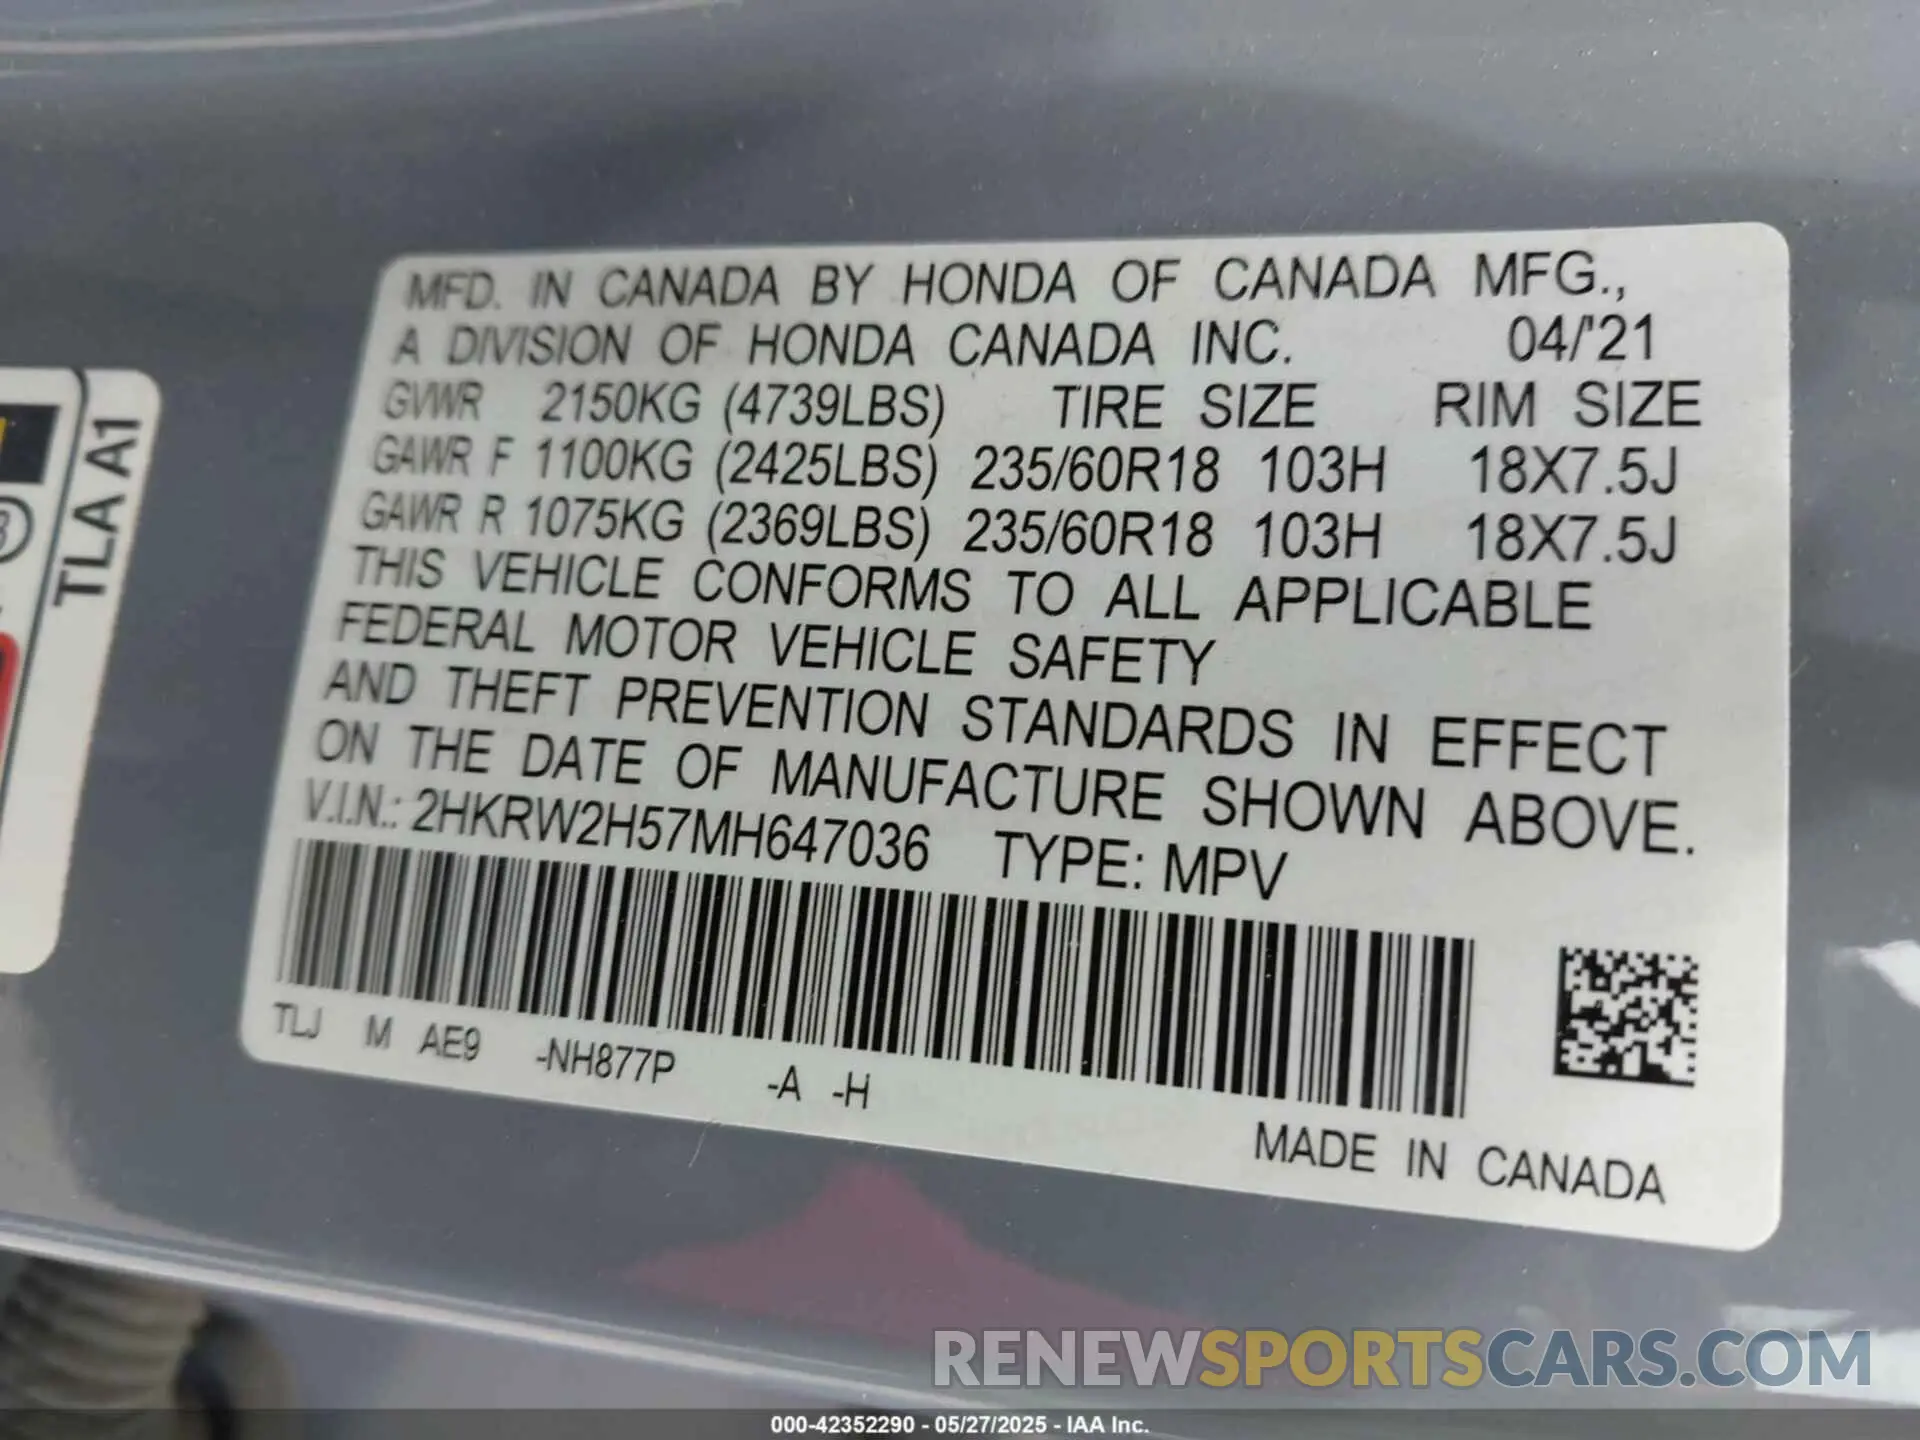 MFD. IN CANADA BY HONDA OF CANADA MFG.,
A DIVISION OF HONDA CANADA INC. 04/'21
GVWR 2150KG (4739LBS) TIRE SIZE RIM SIZE
GAWR F 1100KG (2425LBS) 235/60R18 103H 18X7.5J
GAWR R 1075KG (2369LBS) 235/60R18 103H 18X7.5J
THIS VEHICLE CONFORMS TO ALL APPLICABLE
FEDERAL MOTOR VEHICLE SAFETY
AND THEFT PREVENTION STANDARDS IN EFFECT
ON THE DATE OF MANUFACTURE SHOWN ABOVE.
V.I.N.: 2HKRW2H57MH647036 TYPE: MPV
TLJ M AE9 -NH877P -A -H
MADE IN CANADA
TLA A1
RENEWSPORTSCARS.COM
000-42352290 - 05/27/2025 - IAA Inc.